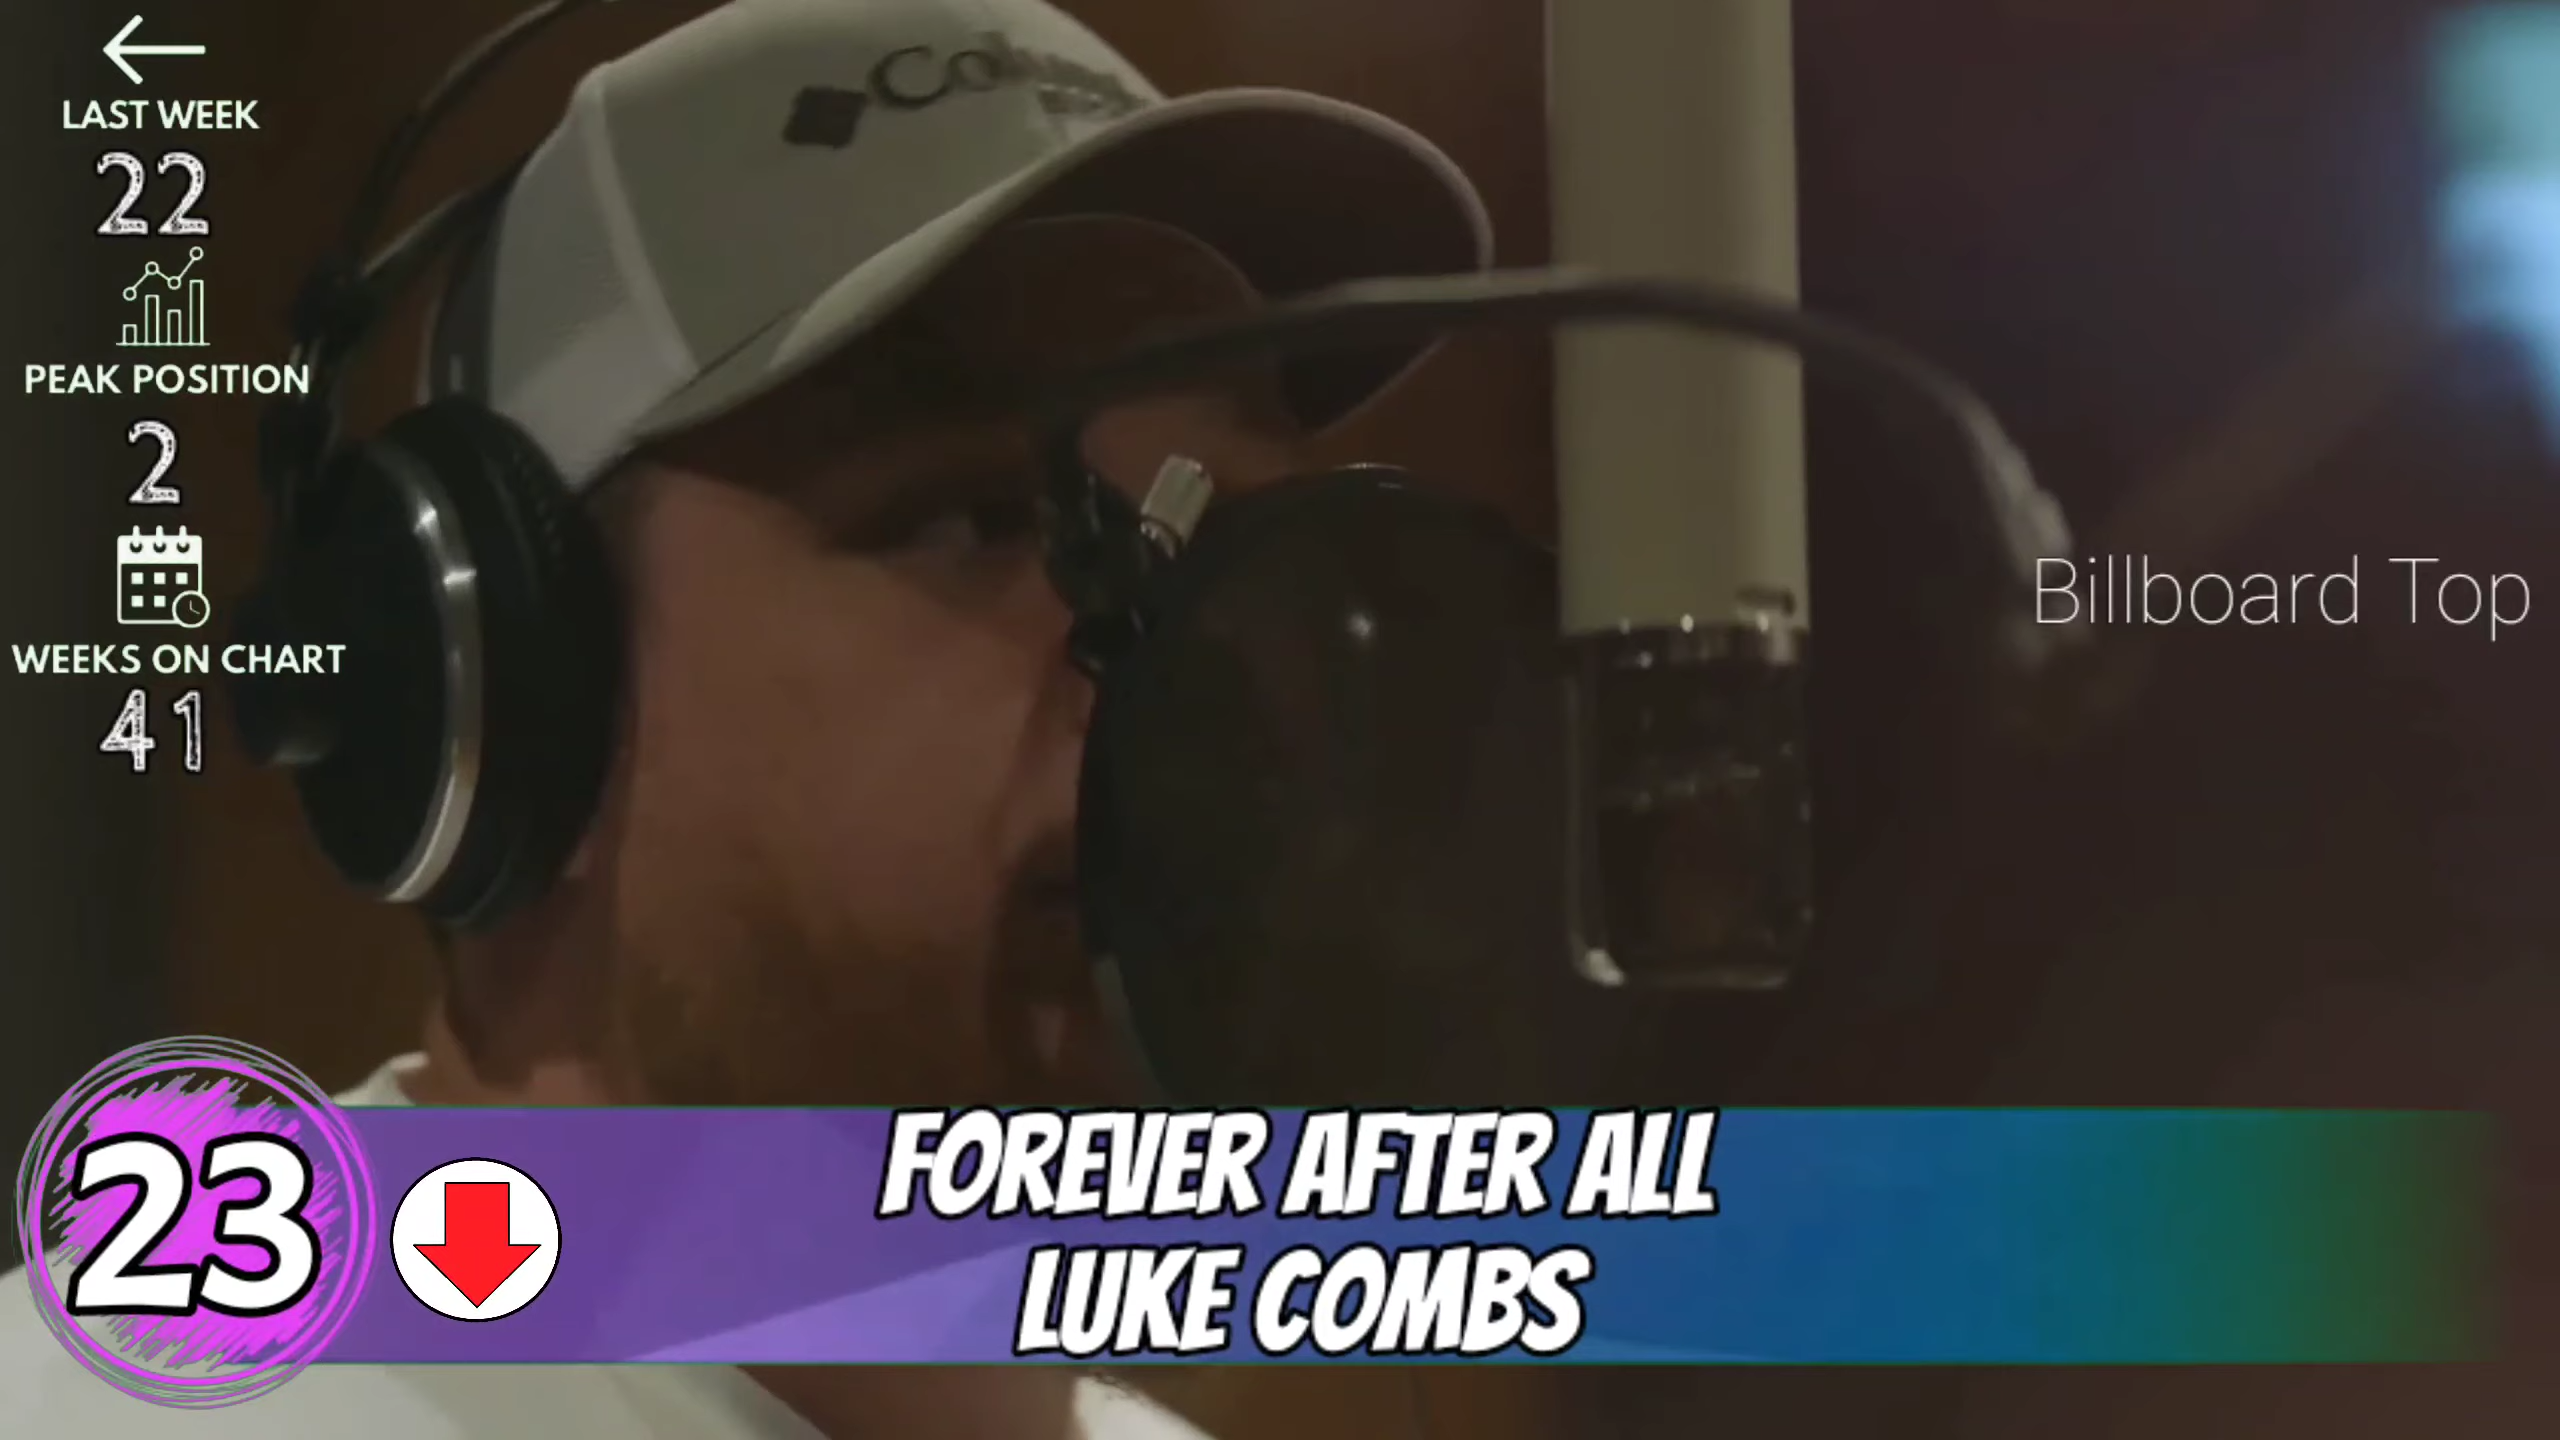 LAST WEEK
22
PEAK POSITION
2
WEEKS ON CHART
41
Billboard Top
23
FOREVER AFTER ALL
LUKE COMBS